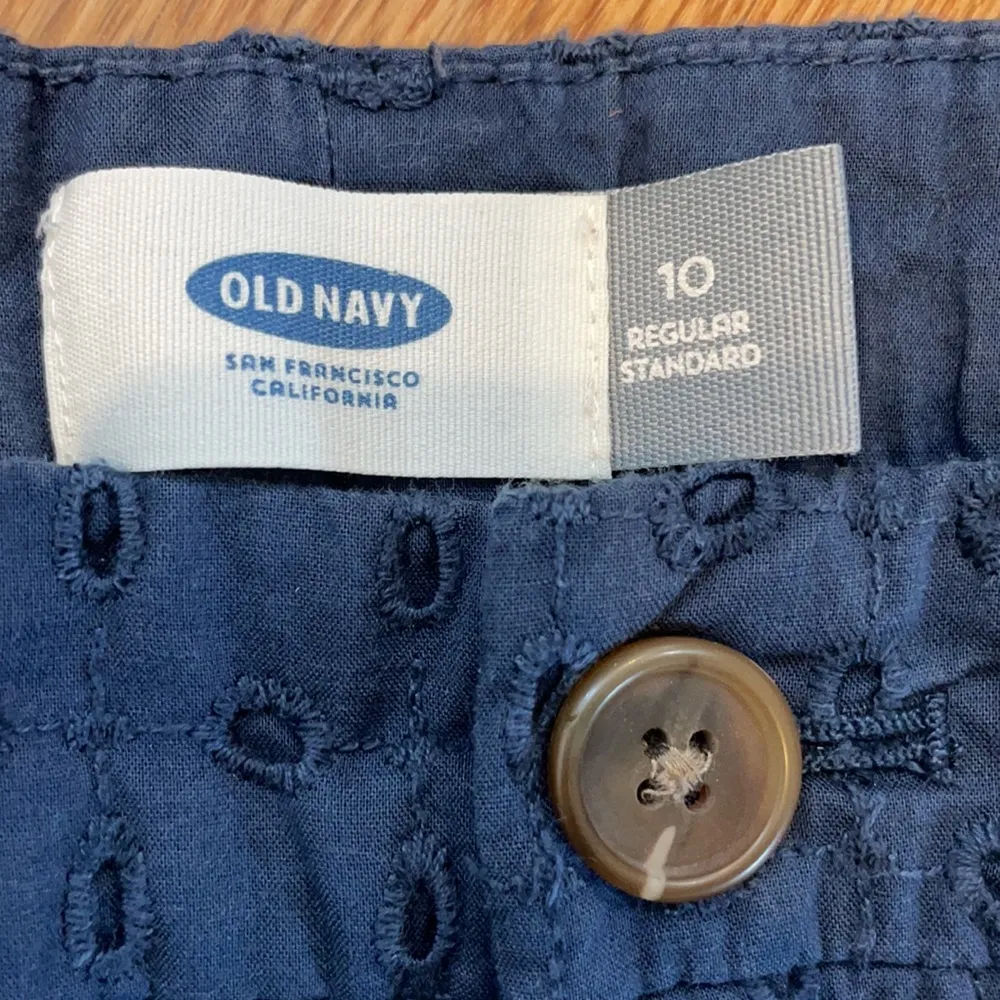 OLD NAVY
SAN FRANCISCO
CALIFORNIA
10
REGULAR
STANDARD